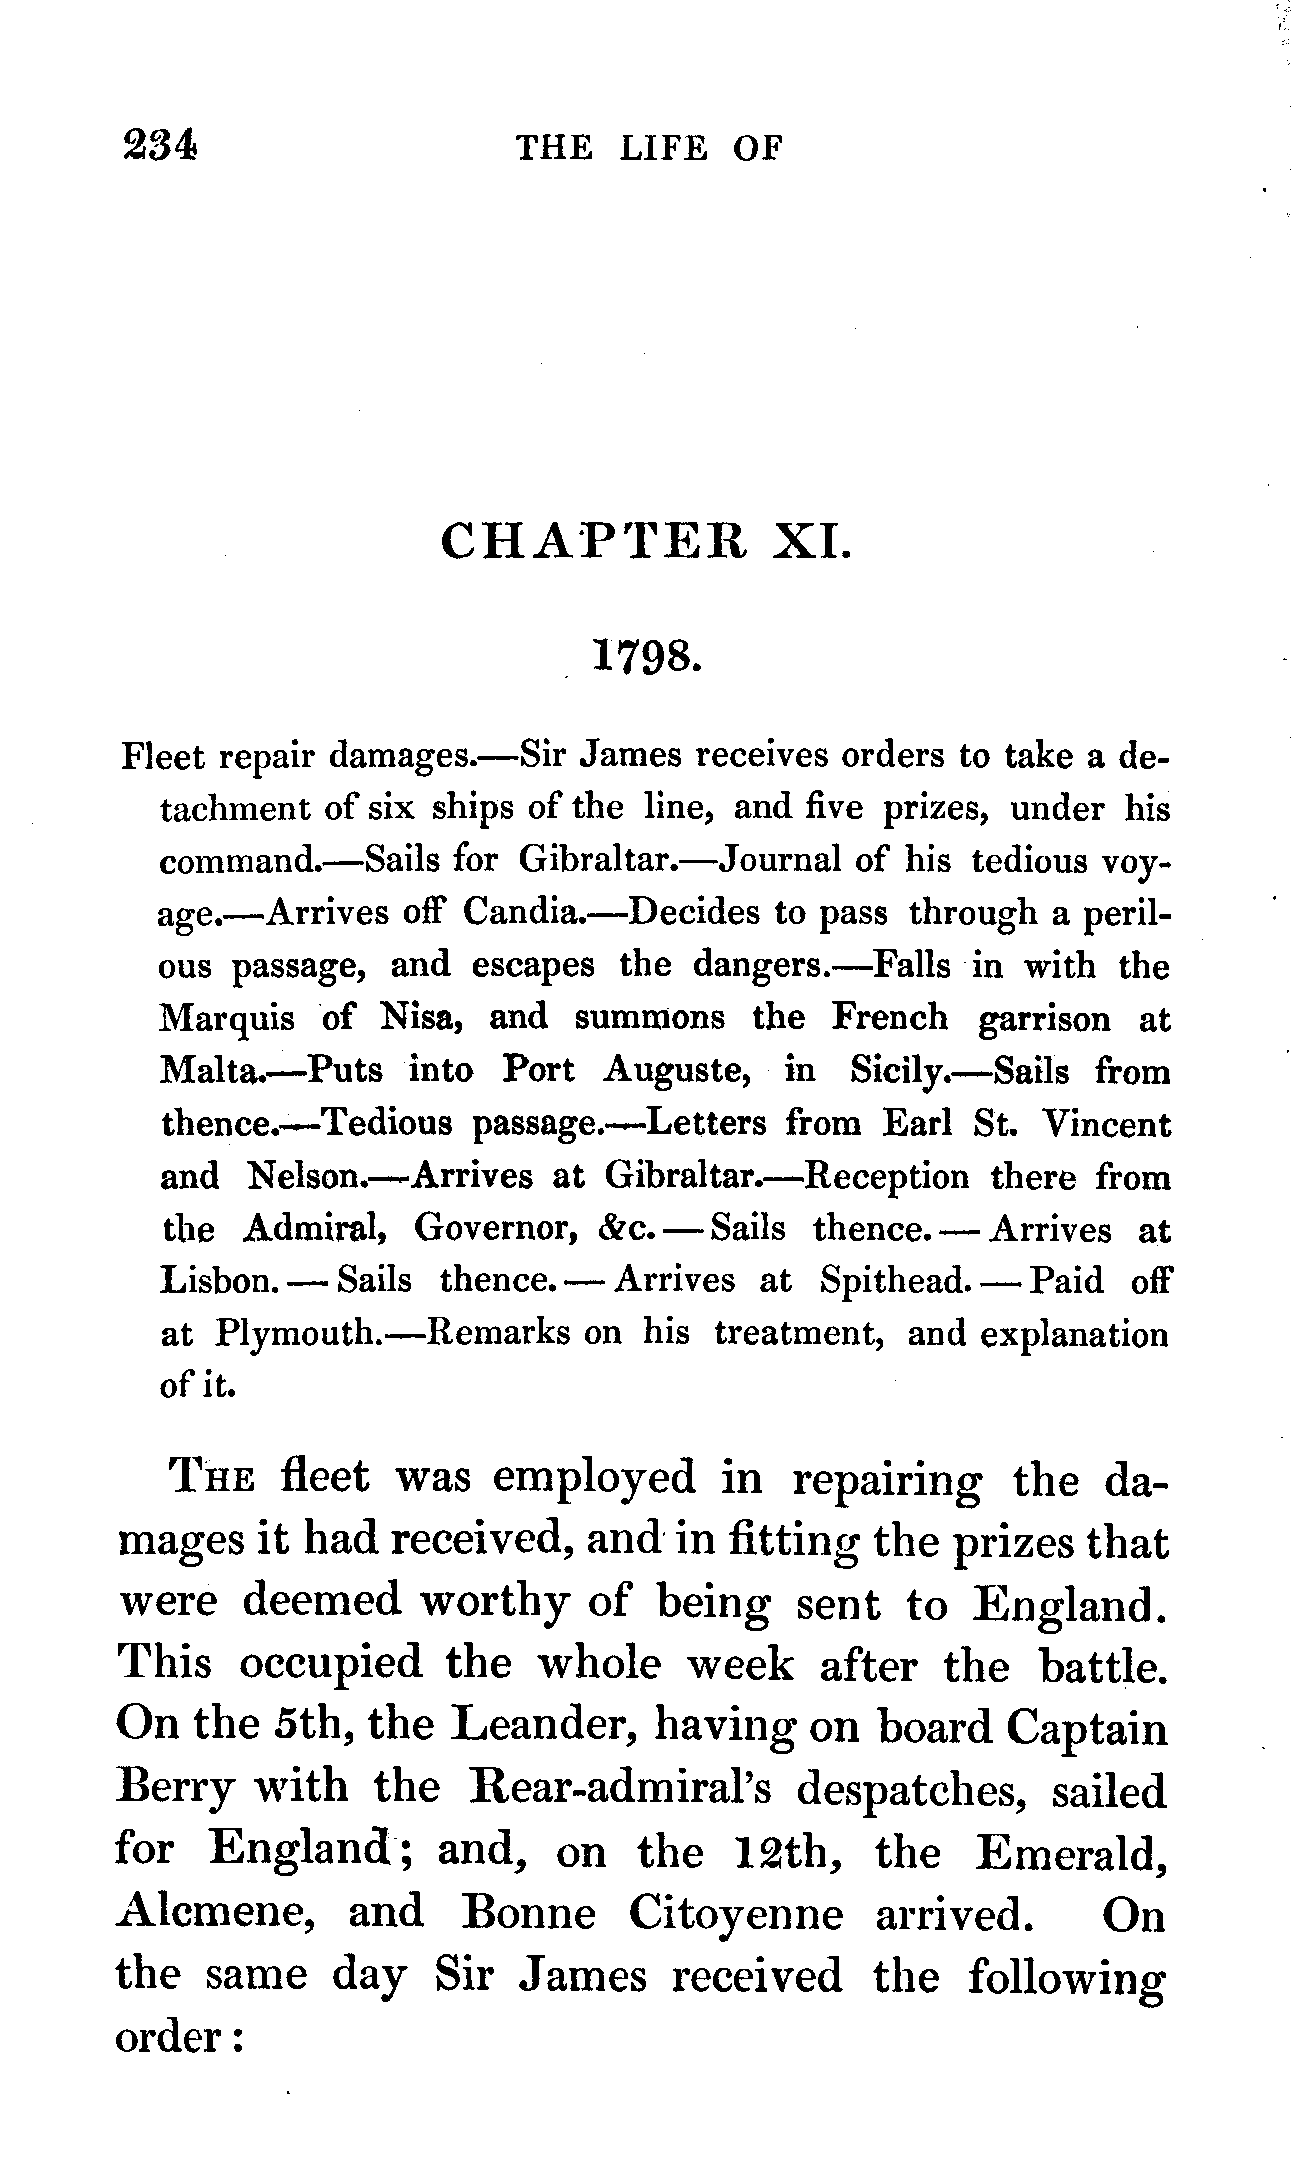 234 THE LIFE OF
CHAPTER XI.
1798.
Fleet repair damages.—Sir James receives orders to take a de-
tachment of six ships of the line, and five prizes, under his
command.—Sails for Gibraltar.—Journal of his tedious voy-
age.—Arrives off Candia.—Decides to pass through a peril-
ous passage, and escapes the dangers.—Falls in with the
Marquis of Nisa, and summons the French garrison at
Malta.—Puts into Port Auguste, in Sicily.—Sails from
thence.—Tedious passage.—Letters from Earl St. Vincent
and Nelson.—Arrives at Gibraltar.—Reception there from
the Admiral, Governor, &c.—Sails thence.—Arrives at
Lisbon.—Sails thence.—Arrives at Spithead.—Paid off
at Plymouth.—Remarks on his treatment, and explanation
of it.
THE fleet was employed in repairing the da-
mages it had received, and in fitting the prizes that
were deemed worthy of being sent to England.
This occupied the whole week after the battle.
On the 5th, the Leander, having on board Captain
Berry with the Rear-admiral's despatches, sailed
for England; and, on the 12th, the Emerald,
Alcmene, and Bonne Citoyenne arrived. On
the same day Sir James received the following
order: